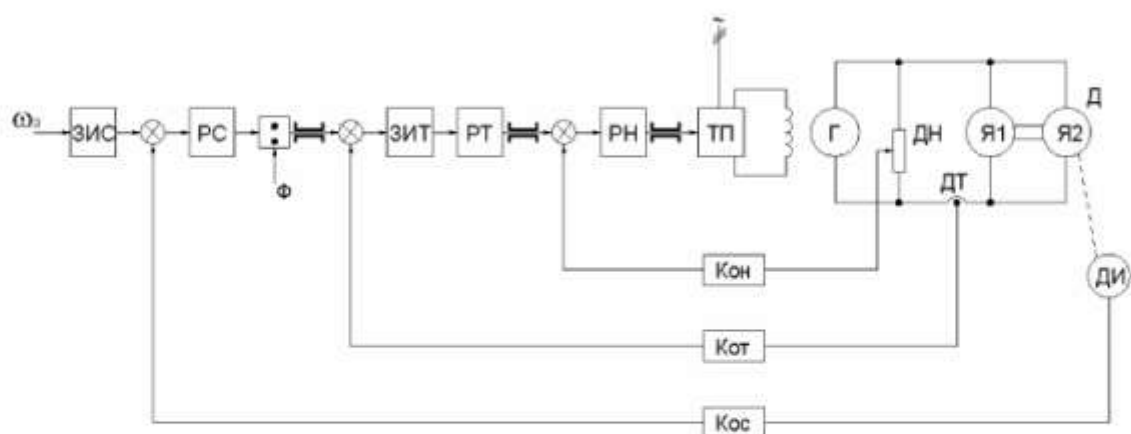 ~
ω₃ ЗИС РС : Ф ЗИТ РТ РН ТП Г ДН Я1 Я2 Д
ДТ
Кон
ДИ
Кот
Кос